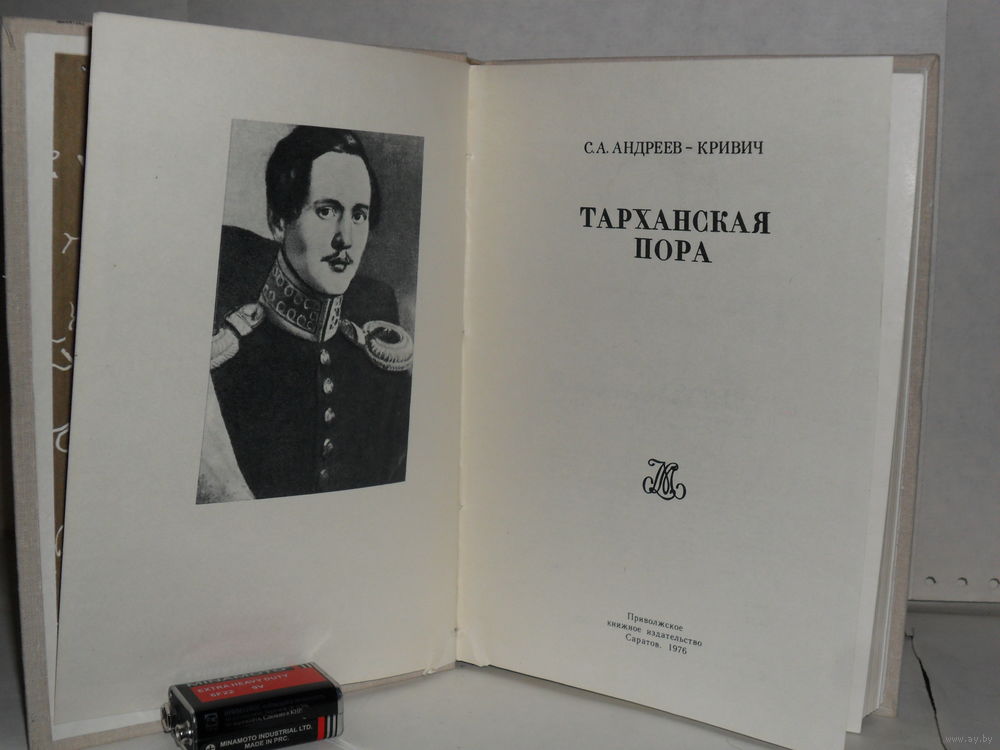 С.А. АНДРЕЕВ – КРИВИЧ
ТАРХАНСКАЯ
ПОРА
Приволжское
книжное издательство
Саратов. 1976
MINAMOTO
EXTRA HEAVY DUTY
6F22 9V
MINAMOTO INDUSTRIAL LTD.
MADE IN PRC.
www.ay.by